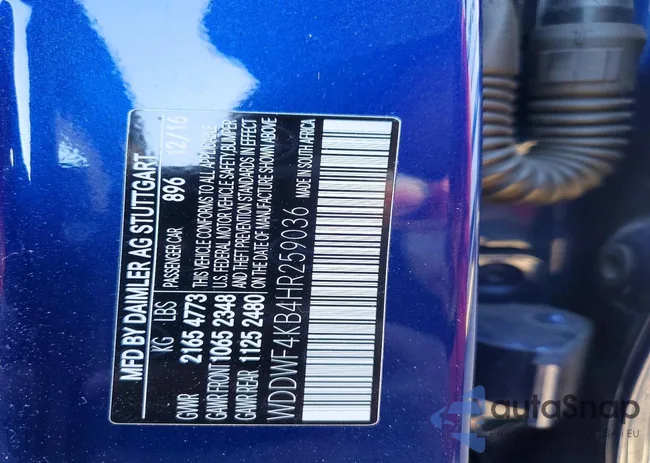 MFD BY DAIMLER AG STUTTGART
KG LBS PASSENGER CAR 896 12/16
GVWR 2165 4773 THIS VEHICLE CONFORMS TO ALL APPLICABLE
GAWR FRONT 1065 2348 U.S. FEDERAL MOTOR VEHICLE SAFETY/BUMPER
GAWR REAR 1125 2480 AND THEFT PREVENTION STANDARDS IN EFFECT
ON THE DATE OF MANUFACTURE SHOWN ABOVE
WDDWF4KB4HR259036 MADE IN SOUTH AFRICA
autoSnap